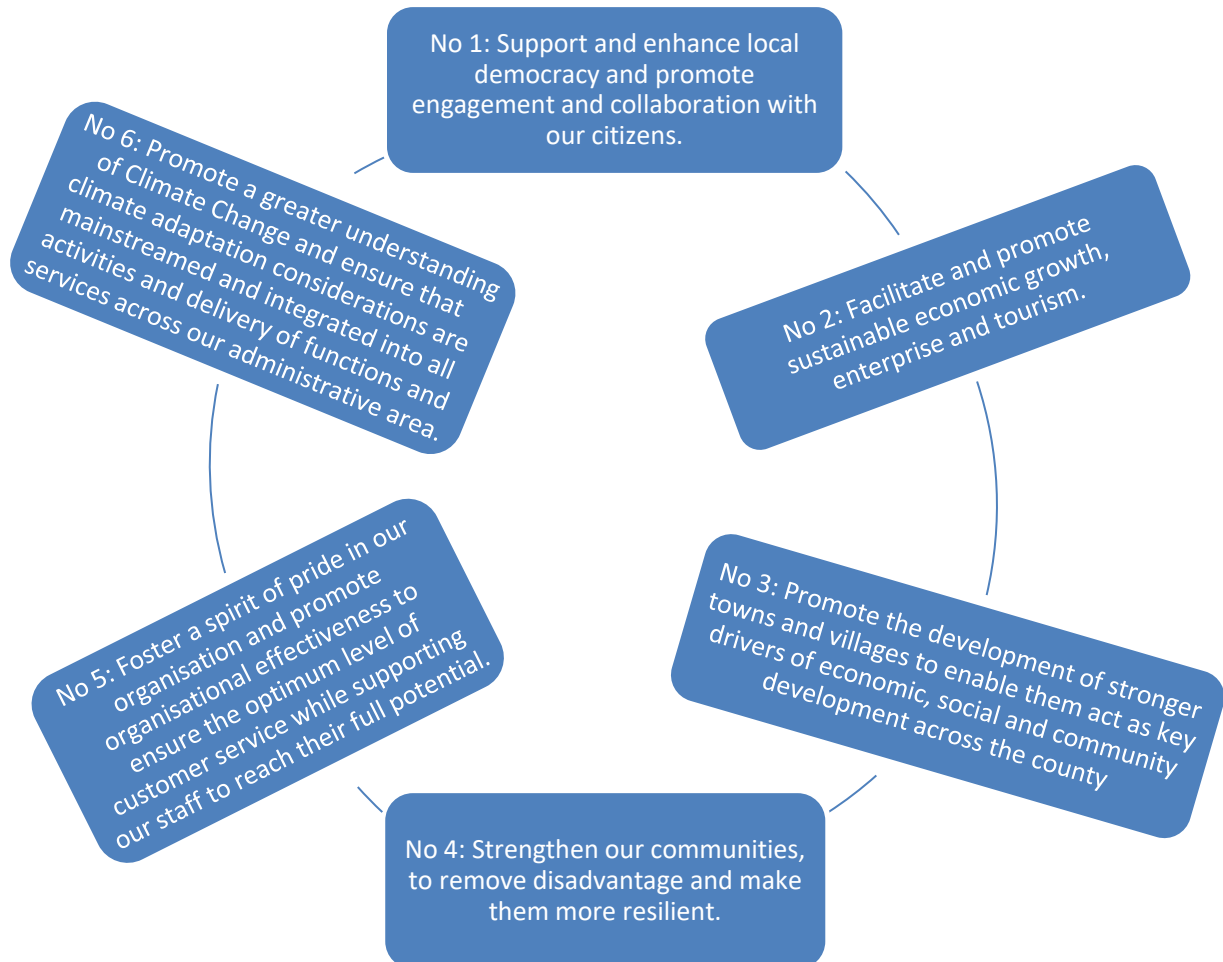 No 1: Support and enhance local
democracy and promote
engagement and collaboration with
our citizens.
No 2: Facilitate and promote
sustainable economic growth,
enterprise and tourism.
No 3: Promote the development of stronger
towns and villages to enable them act as key
drivers of economic, social and community
development across the county
No 4: Strengthen our communities,
to remove disadvantage and make
them more resilient.
No 5: Foster a spirit of pride in our
organisation and promote
organisational effectiveness to
ensure the optimum level of
customer service while supporting
our staff to reach their full potential.
No 6: Promote a greater understanding
of Climate Change and ensure that
climate adaptation considerations are
mainstreamed and integrated into all
activities and delivery of functions and
services across our administrative area.